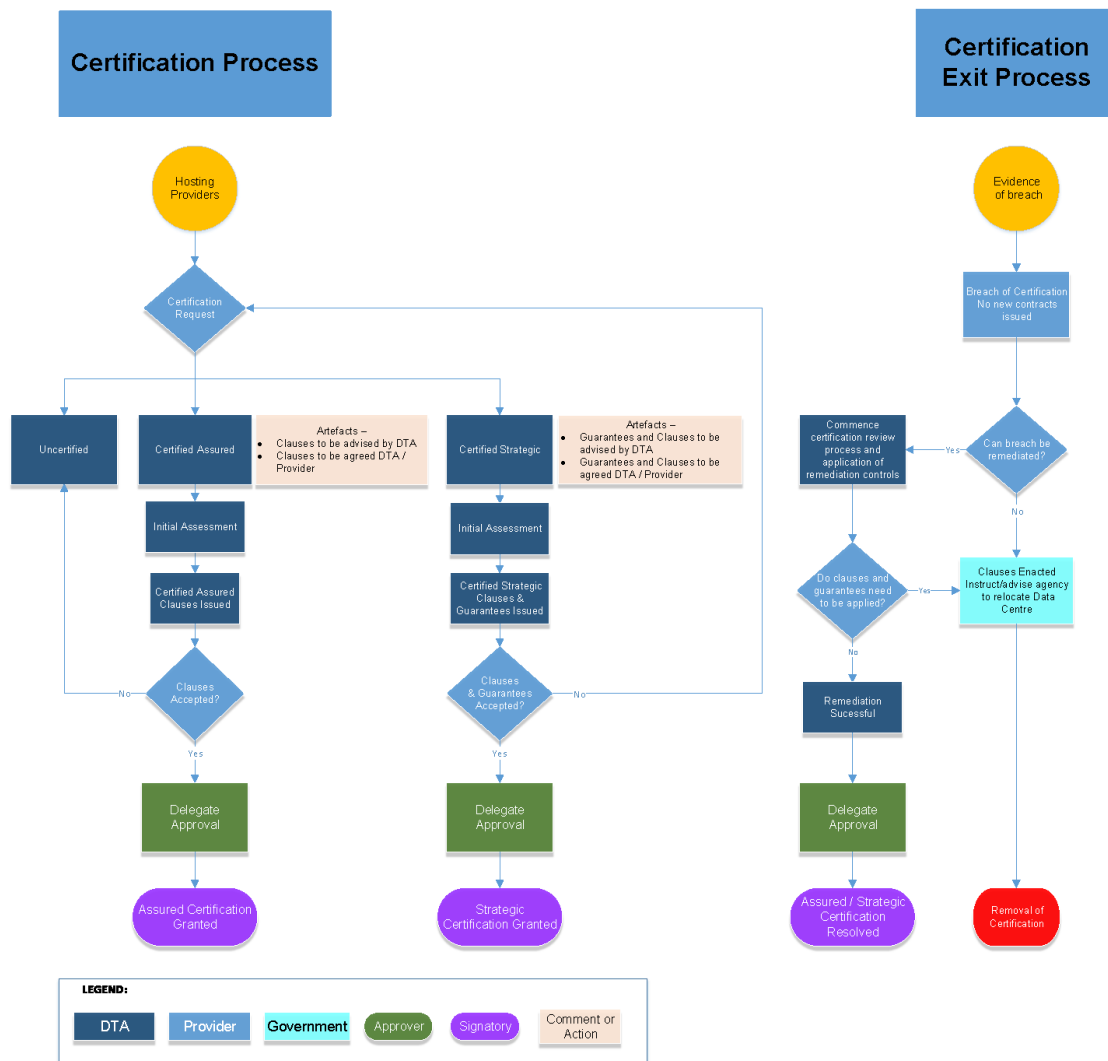 Certification Process
Certification
Exit Process
Hosting
Providers
Certification
Request
Uncertified
Certified Assured
Artefacts –
• Clauses to be advised by DTA
• Clauses to be agreed DTA /
Provider
Certified Strategic
Artefacts –
• Guarantees and Clauses to be
advised by DTA
• Guarantees and Clauses to be
agreed DTA / Provider
Initial Assessment
Initial Assessment
Certified Assured
Clauses Issued
Certified Strategic
Clauses &
Guarantees Issued
Clauses
Accepted?
No
Yes
Clauses
& Guarantees
Accepted?
No
Yes
Delegate
Approval
Delegate
Approval
Assured Certification
Granted
Strategic
Certification Granted
Evidence
of breach
Breach of Certification
No new contracts
issued
Can breach be
remediated?
Yes
No
Commence
certification review
process and
application of
remediation controls
Do clauses and
guarantees need
to be applied?
Yes
No
Clauses Enacted
Instruct/advise agency
to relocate Data
Centre
Remediation
Sucessful
Delegate
Approval
Assured / Strategic
Certification
Resolved
Removal of
Certification
LEGEND:
DTA
Provider
Government
Approver
Signatory
Comment or
Action